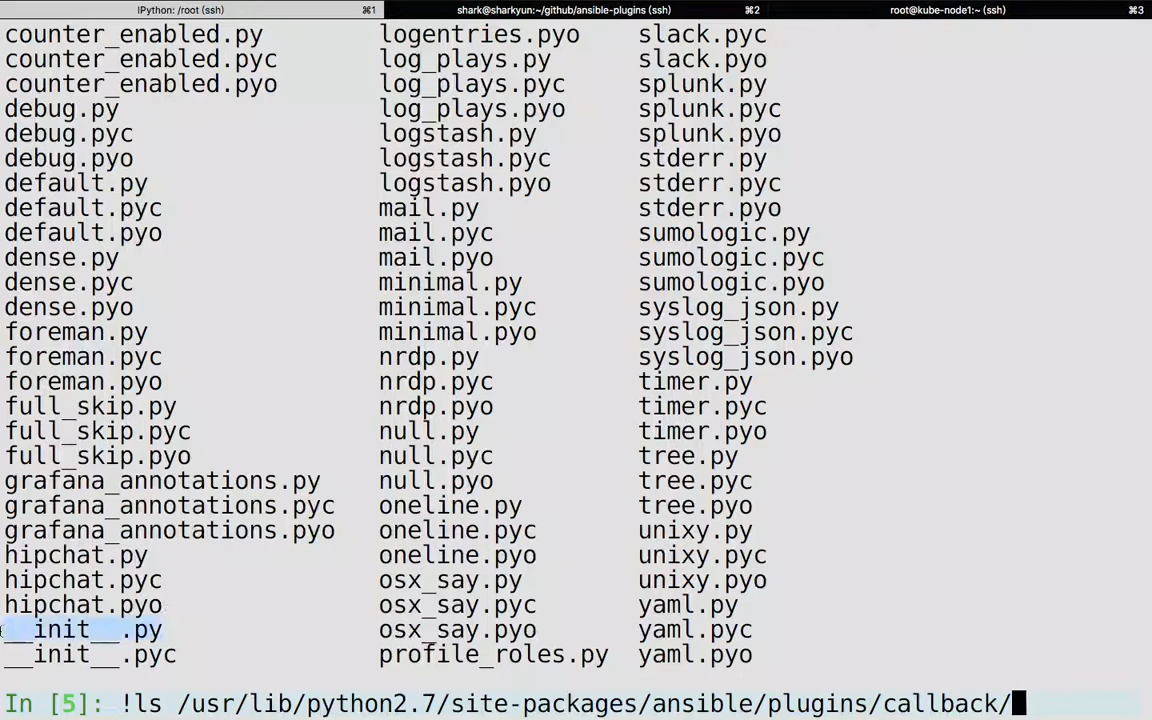 IPython: /root (ssh) ⌘1 shark@sharkyun:~/github/ansible-plugins (ssh) ⌘2 root@kube-node1:~ (ssh) ⌘3
counter_enabled.py logentries.pyo slack.pyc
counter_enabled.pyc log_plays.py slack.pyo
counter_enabled.pyo log_plays.pyc splunk.py
debug.py log_plays.pyo splunk.pyc
debug.pyc logstash.py splunk.pyo
debug.pyo logstash.pyc stderr.py
default.py logstash.pyo stderr.pyc
default.pyc mail.py stderr.pyo
default.pyo mail.pyc sumologic.py
dense.py mail.pyo sumologic.pyc
dense.pyc minimal.py sumologic.pyo
dense.pyo minimal.pyc syslog_json.py
foreman.py minimal.pyo syslog_json.pyc
foreman.pyc nrdp.py syslog_json.pyo
foreman.pyo nrdp.pyc timer.py
full_skip.py nrdp.pyo timer.pyc
full_skip.pyc null.py timer.pyo
full_skip.pyo null.pyc tree.py
grafana_annotations.py null.pyo tree.pyc
grafana_annotations.pyc oneline.py tree.pyo
grafana_annotations.pyo oneline.pyc unixy.py
hipchat.py oneline.pyo unixy.pyc
hipchat.pyc osx_say.py unixy.pyo
hipchat.pyo osx_say.pyc yaml.py
__init__.py osx_say.pyo yaml.pyc
__init__.pyc profile_roles.py yaml.pyo
In [5]: !ls /usr/lib/python2.7/site-packages/ansible/plugins/callback/